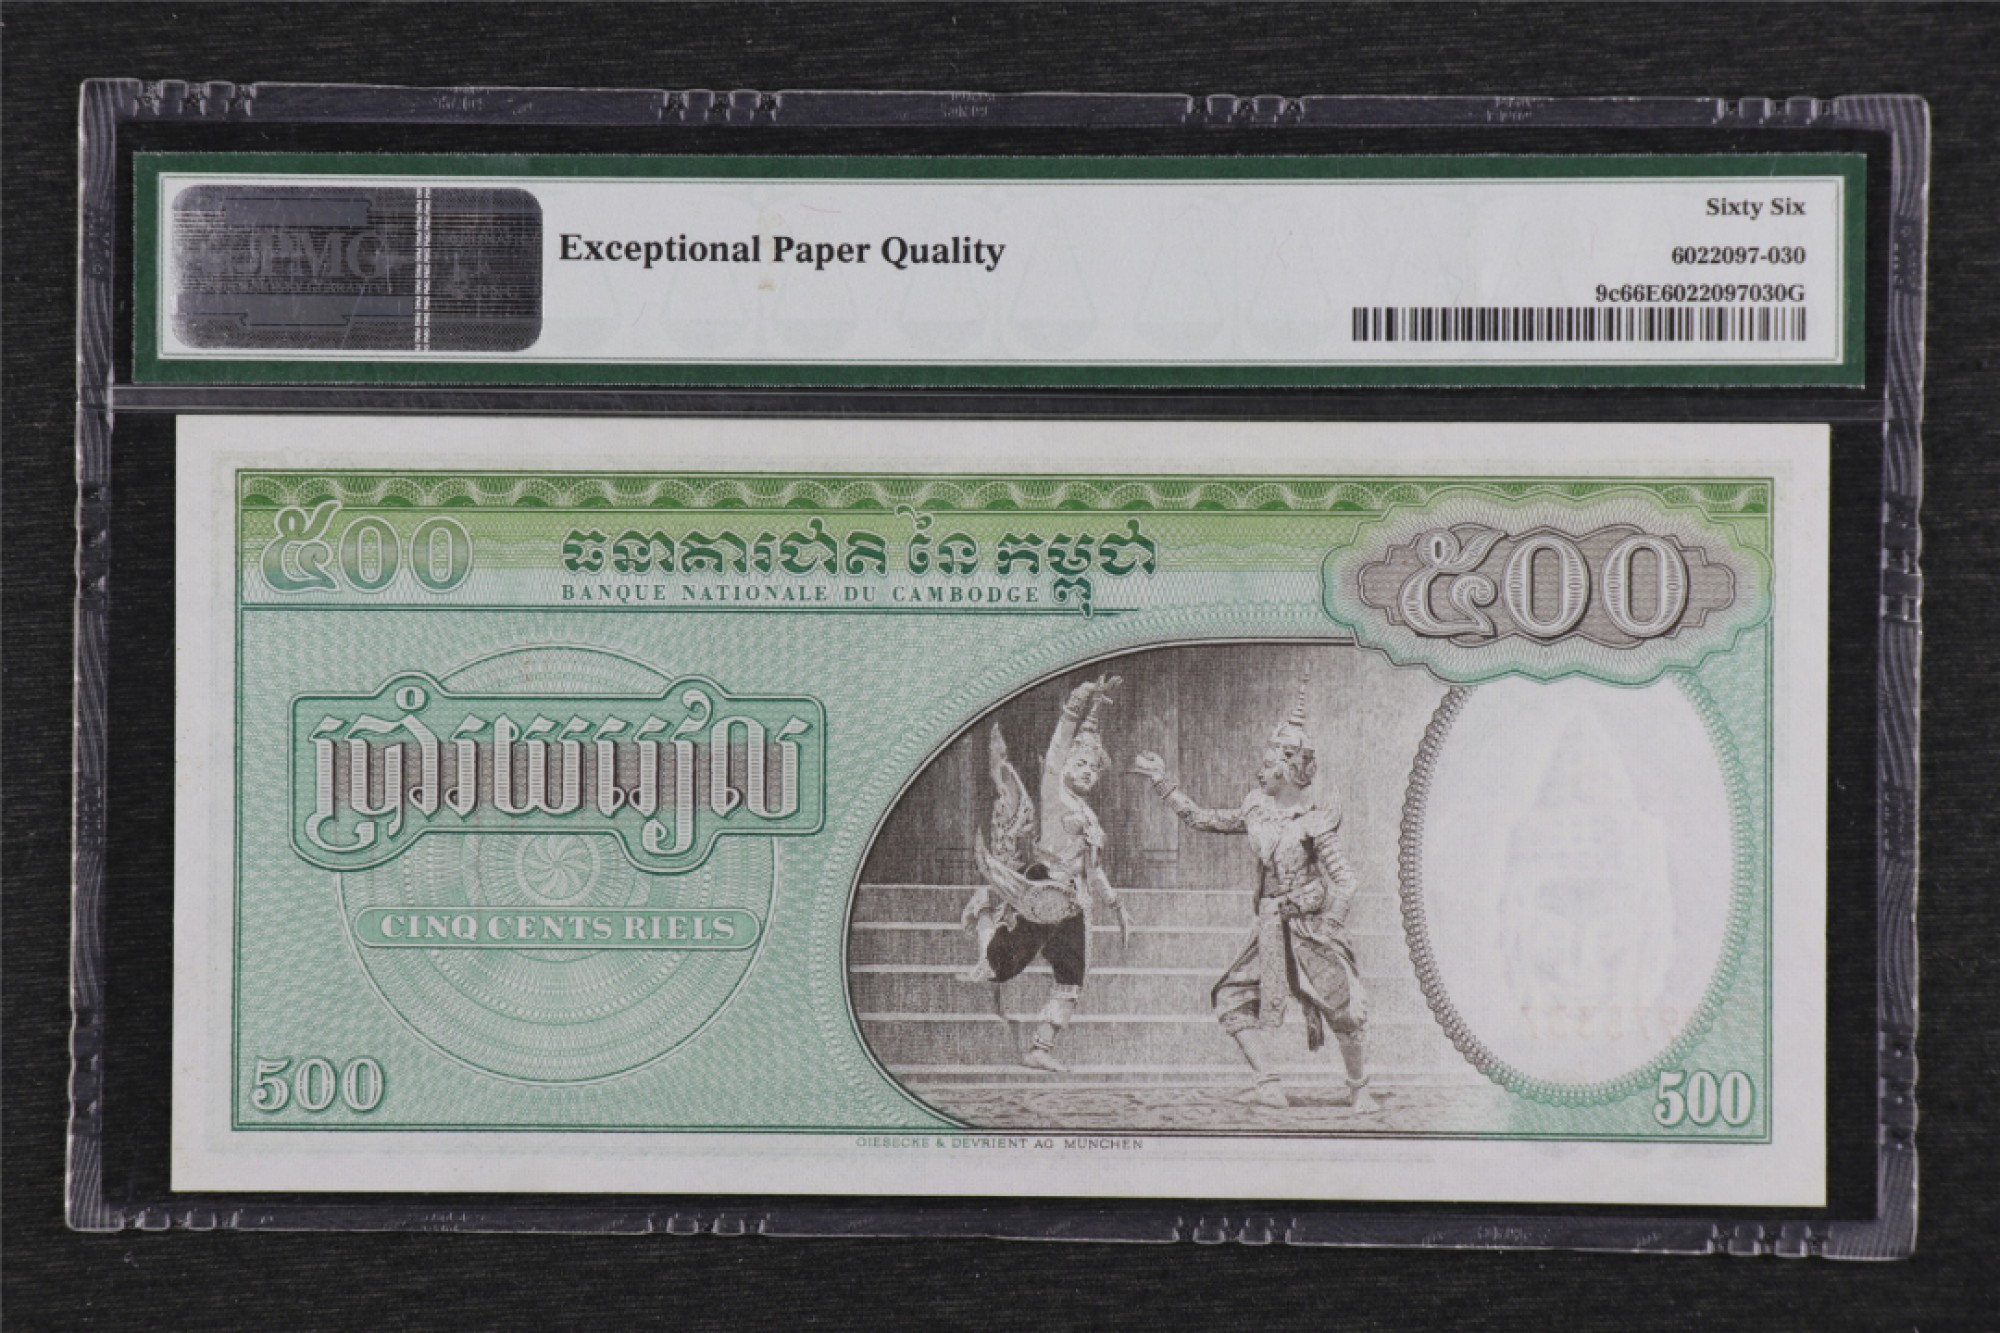 PMG
Exceptional Paper Quality
Sixty Six
6022097-030
9c66E6022097030G
៥00
ធនាគារជាតិ នៃ កម្ពុជា
BANQUE NATIONALE DU CAMBODGE
៥00
ប្រាំរយរៀល
CINQ CENTS RIELS
500
500
GIESECKE & DEVRIENT AG MÜNCHEN